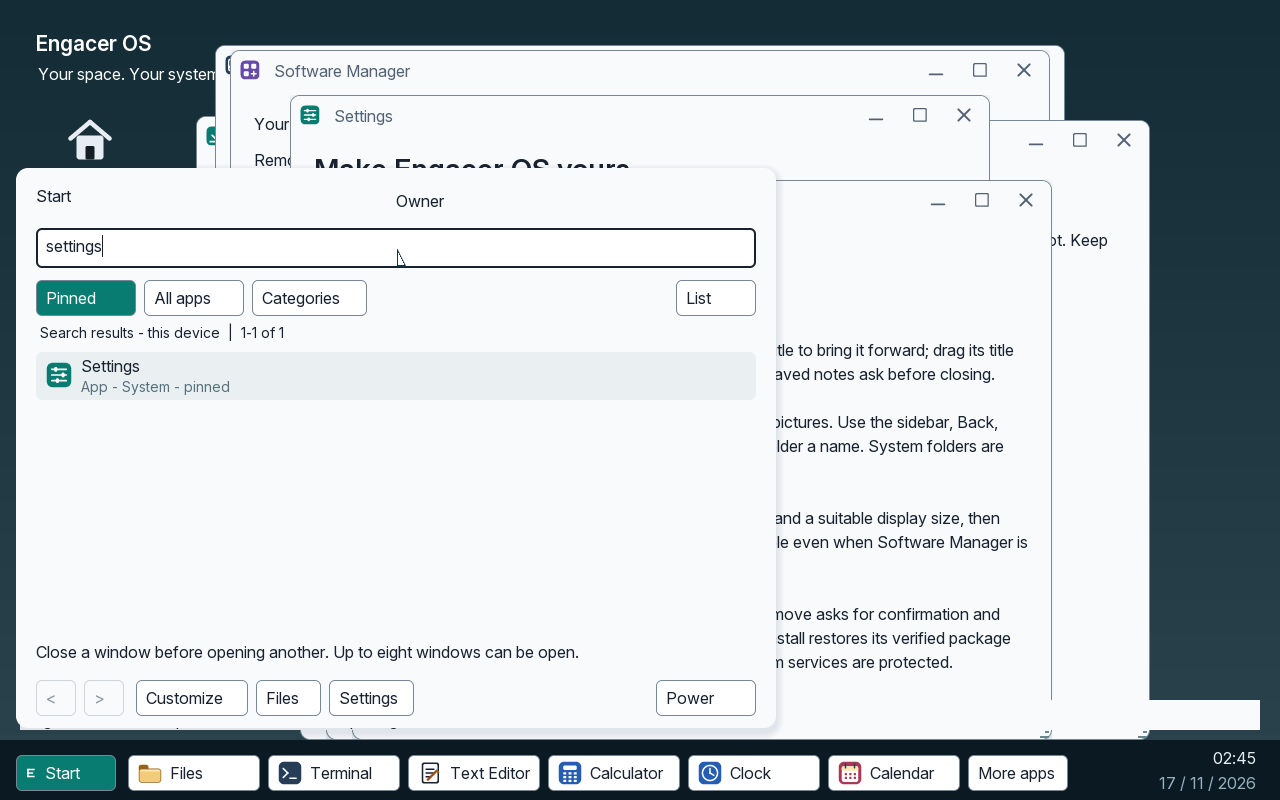 Engacer OS
Your space. Your system
Software Manager
Your
Settings
Make Engacer OS yours
Start
Owner
ot. Keep
settings
Pinned
All apps
Categories
List
Search results - this device | 1-1 of 1
Settings
App - System - pinned
tle to bring it forward; drag its title
aved notes ask before closing.
pictures. Use the sidebar, Back,
lder a name. System folders are
and a suitable display size, then
le even when Software Manager is
move asks for confirmation and
stall restores its verified package
m services are protected.
Close a window before opening another. Up to eight windows can be open.
<
>
Customize
Files
Settings
Power
E Start
Files
Terminal
Text Editor
Calculator
Clock
Calendar
More apps
02:45
17 / 11 / 2026